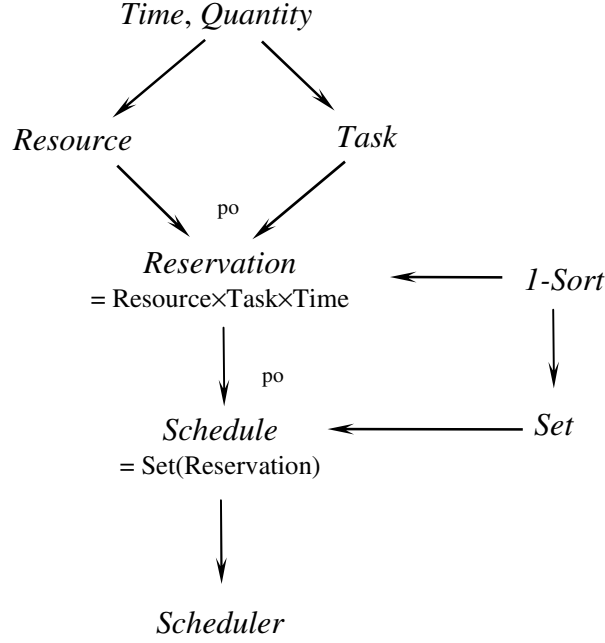 Time, Quantity
Resource
Task
po
Reservation
= Resource×Task×Time
1-Sort
po
Schedule
= Set(Reservation)
Set
Scheduler